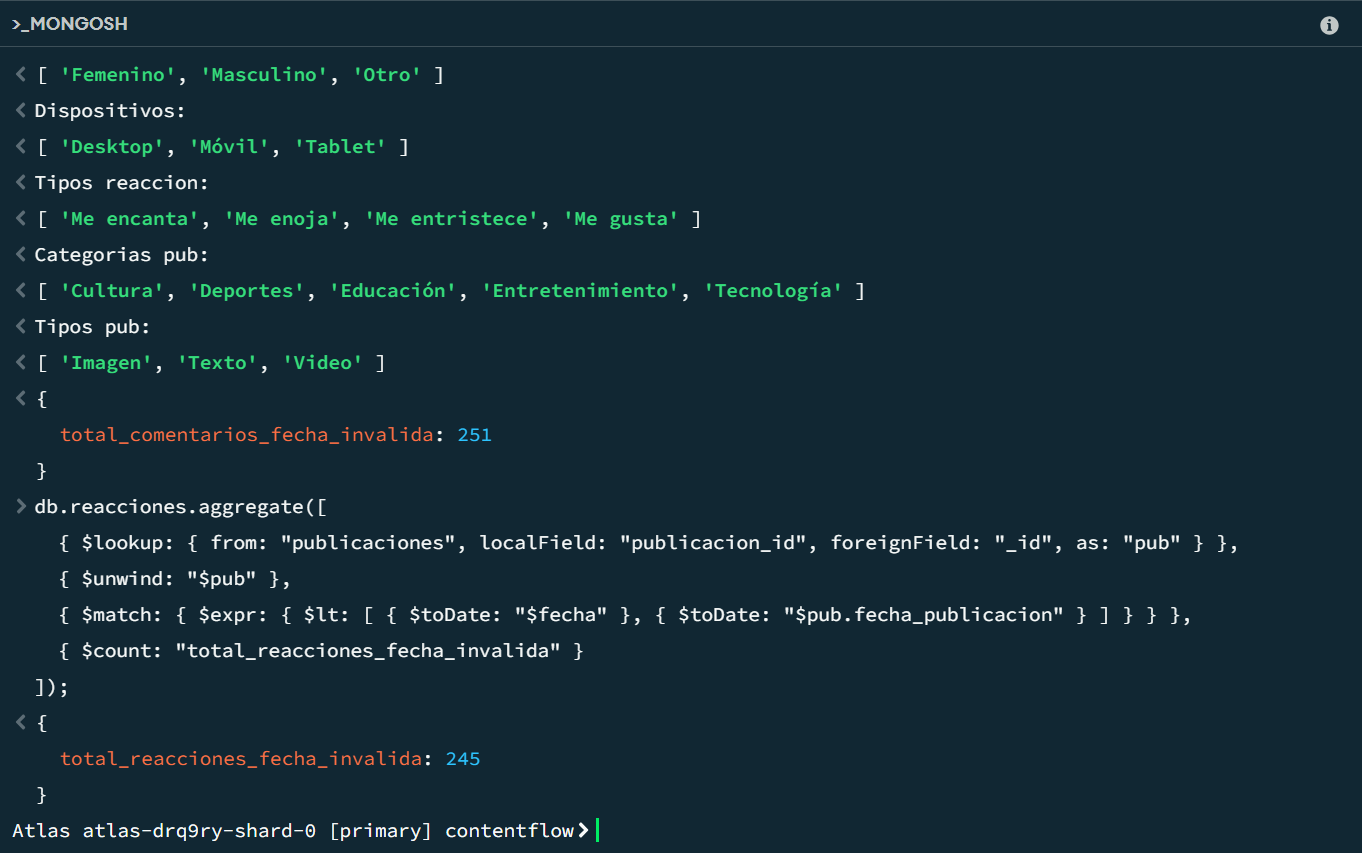 >_MONGOSH
< [ 'Femenino', 'Masculino', 'Otro' ]
< Dispositivos:
< [ 'Desktop', 'Móvil', 'Tablet' ]
< Tipos reaccion:
< [ 'Me encanta', 'Me enoja', 'Me entristece', 'Me gusta' ]
< Categorias pub:
< [ 'Cultura', 'Deportes', 'Educación', 'Entretenimiento', 'Tecnología' ]
< Tipos pub:
< [ 'Imagen', 'Texto', 'Video' ]
< {
total_comentarios_fecha_invalida: 251
}
> db.reacciones.aggregate([
{ $lookup: { from: "publicaciones", localField: "publicacion_id", foreignField: "_id", as: "pub" } },
{ $unwind: "$pub" },
{ $match: { $expr: { $lt: [ { $toDate: "$fecha" }, { $toDate: "$pub.fecha_publicacion" } ] } } },
{ $count: "total_reacciones_fecha_invalida" }
]);
< {
total_reacciones_fecha_invalida: 245
}
Atlas atlas-drq9ry-shard-0 [primary] contentflow>